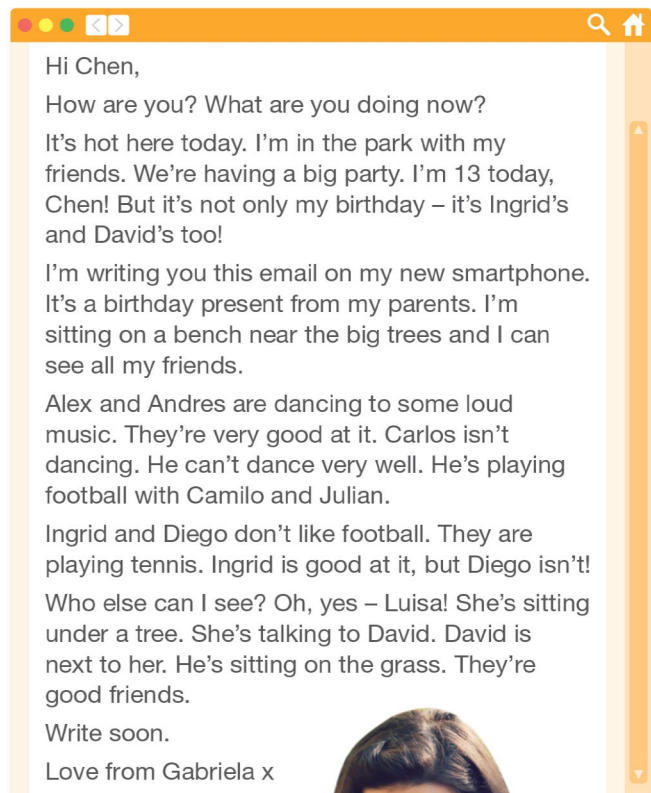 Hi Chen,
How are you? What are you doing now?
It’s hot here today. I’m in the park with my
friends. We’re having a big party. I’m 13 today,
Chen! But it’s not only my birthday – it’s Ingrid’s
and David’s too!
I’m writing you this email on my new smartphone.
It’s a birthday present from my parents. I’m
sitting on a bench near the big trees and I can
see all my friends.
Alex and Andres are dancing to some loud
music. They’re very good at it. Carlos isn’t
dancing. He can’t dance very well. He’s playing
football with Camilo and Julian.
Ingrid and Diego don’t like football. They are
playing tennis. Ingrid is good at it, but Diego isn’t!
Who else can I see? Oh, yes – Luisa! She’s sitting
under a tree. She’s talking to David. David is
next to her. He’s sitting on the grass. They’re
good friends.
Write soon.
Love from Gabriela x